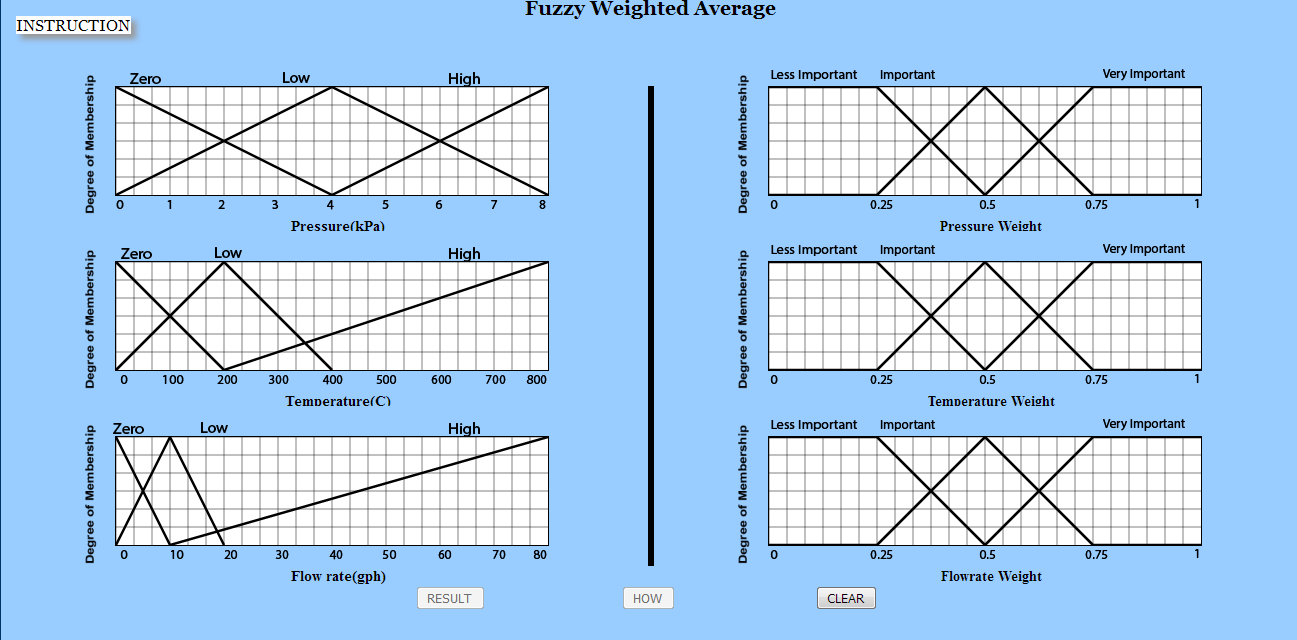 Fuzzy Weighted Average
INSTRUCTION
Zero Low High
Degree of Membership
0 1 2 3 4 5 6 7 8
Pressure(kPa)
Less Important Important Very Important
Degree of Membership
0 0.25 0.5 0.75 1
Pressure Weight
Zero Low High
Degree of Membership
0 100 200 300 400 500 600 700 800
Temperature(C)
Less Important Important Very Important
Degree of Membership
0 0.25 0.5 0.75 1
Temperature Weight
Zero Low High
Degree of Membership
0 10 20 30 40 50 60 70 80
Flow rate(gph)
Less Important Important Very Important
Degree of Membership
0 0.25 0.5 0.75 1
Flowrate Weight
RESULT HOW CLEAR